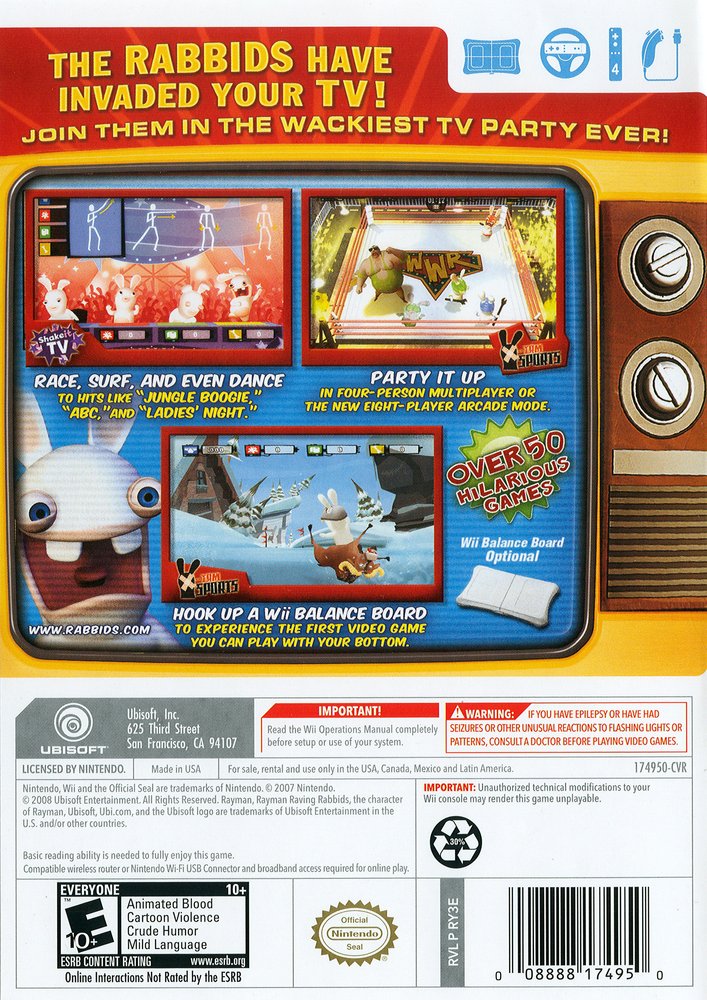 THE RABBIDS HAVE
INVADED YOUR TV!
JOIN THEM IN THE WACKIEST TV PARTY EVER!
4
Shake it
TV
RACE, SURF, AND EVEN DANCE
TO HITS LIKE "JUNGLE BOOGIE,"
"ABC," AND "LADIES' NIGHT."
WWR
X-TRM
SPORTS
PARTY IT UP
IN FOUR-PERSON MULTIPLAYER OR
THE NEW EIGHT-PLAYER ARCADE MODE.
OVER 50
HILARIOUS
GAMES
X-TRM
SPORTS
Wii Balance Board
Optional
WWW.RABBIDS.COM
HOOK UP A Wii BALANCE BOARD
TO EXPERIENCE THE FIRST VIDEO GAME
YOU CAN PLAY WITH YOUR BOTTOM.
UBISOFT
Ubisoft, Inc.
625 Third Street
San Francisco, CA 94107
IMPORTANT!
Read the Wii Operations Manual completely
before setup or use of your system.
WARNING: IF YOU HAVE EPILEPSY OR HAVE HAD
SEIZURES OR OTHER UNUSUAL REACTIONS TO FLASHING LIGHTS OR
PATTERNS, CONSULT A DOCTOR BEFORE PLAYING VIDEO GAMES.
LICENSED BY NINTENDO.
Made in USA
For sale, rental and use only in the USA, Canada, Mexico and Latin America.
174950-CVR
Nintendo, Wii and the Official Seal are trademarks of Nintendo. © 2007 Nintendo.
© 2008 Ubisoft Entertainment. All Rights Reserved. Rayman, Rayman Raving Rabbids, the character
of Rayman, Ubisoft, Ubi.com, and the Ubisoft logo are trademarks of Ubisoft Entertainment in the
U.S. and/or other countries.
IMPORTANT: Unauthorized technical modifications to your
Wii console may render this game unplayable.
30%
Basic reading ability is needed to fully enjoy this game.
Compatible wireless router or Nintendo Wi-Fi USB Connector and broadband access required for online play.
EVERYONE 10+
E
10+
TM
Animated Blood
Cartoon Violence
Crude Humor
Mild Language
ESRB CONTENT RATING www.esrb.org
Online Interactions Not Rated by the ESRB
Official
Nintendo
Seal
RVL P RY3E
0 08888 17495 0